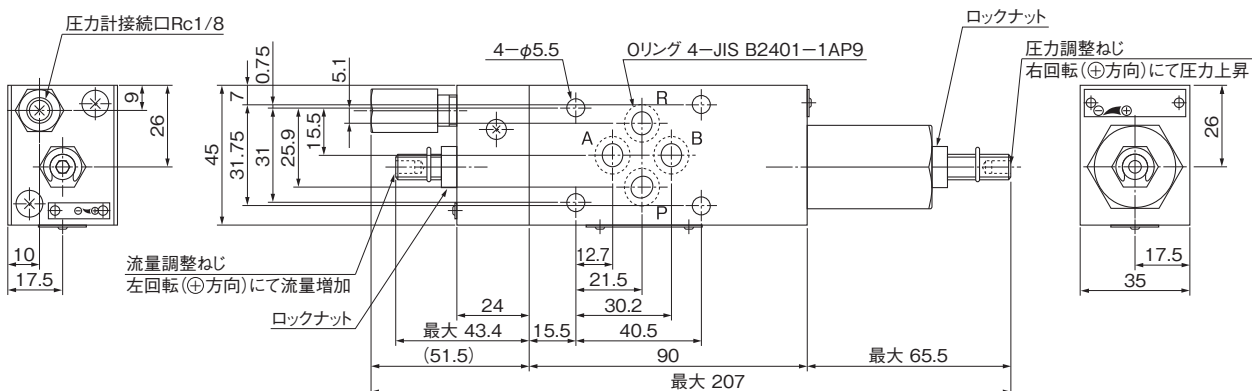 圧力計接続口Rc1/8
9
26
45
7
0.75
31.75
31
25.9
15.5
5.1
4-φ5.5
Oリング 4-JIS B2401-1AP9
ロックナット
圧力調整ねじ
右回転(⊕方向)にて圧力上昇
R
A
B
P
⊖ ⊕
26
⊖ ⊕
10
17.5
流量調整ねじ
左回転(⊕方向)にて流量増加
ロックナット
12.7
21.5
30.2
24
最大 43.4
15.5
40.5
(51.5)
90
最大 65.5
最大 207
17.5
35